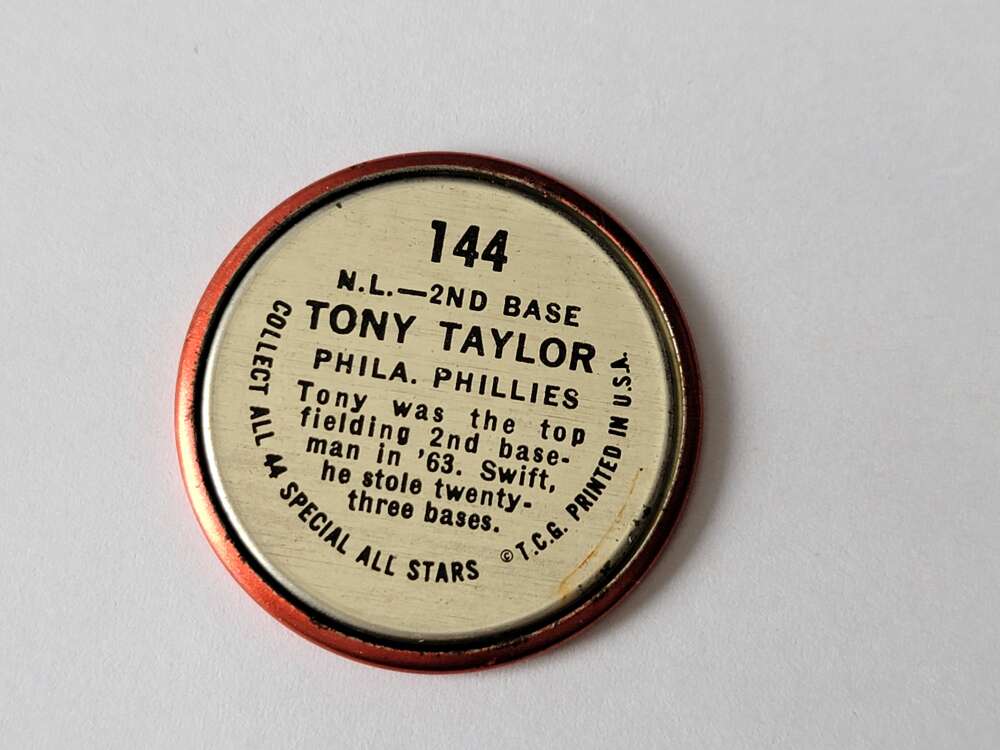 144
N.L.—2ND BASE
TONY TAYLOR
PHILA. PHILLIES
Tony was the top
fielding 2nd base-
man in '63. Swift,
he stole twenty-
three bases.
COLLECT ALL 44 SPECIAL ALL STARS
© T.C.G. PRINTED IN U.S.A.